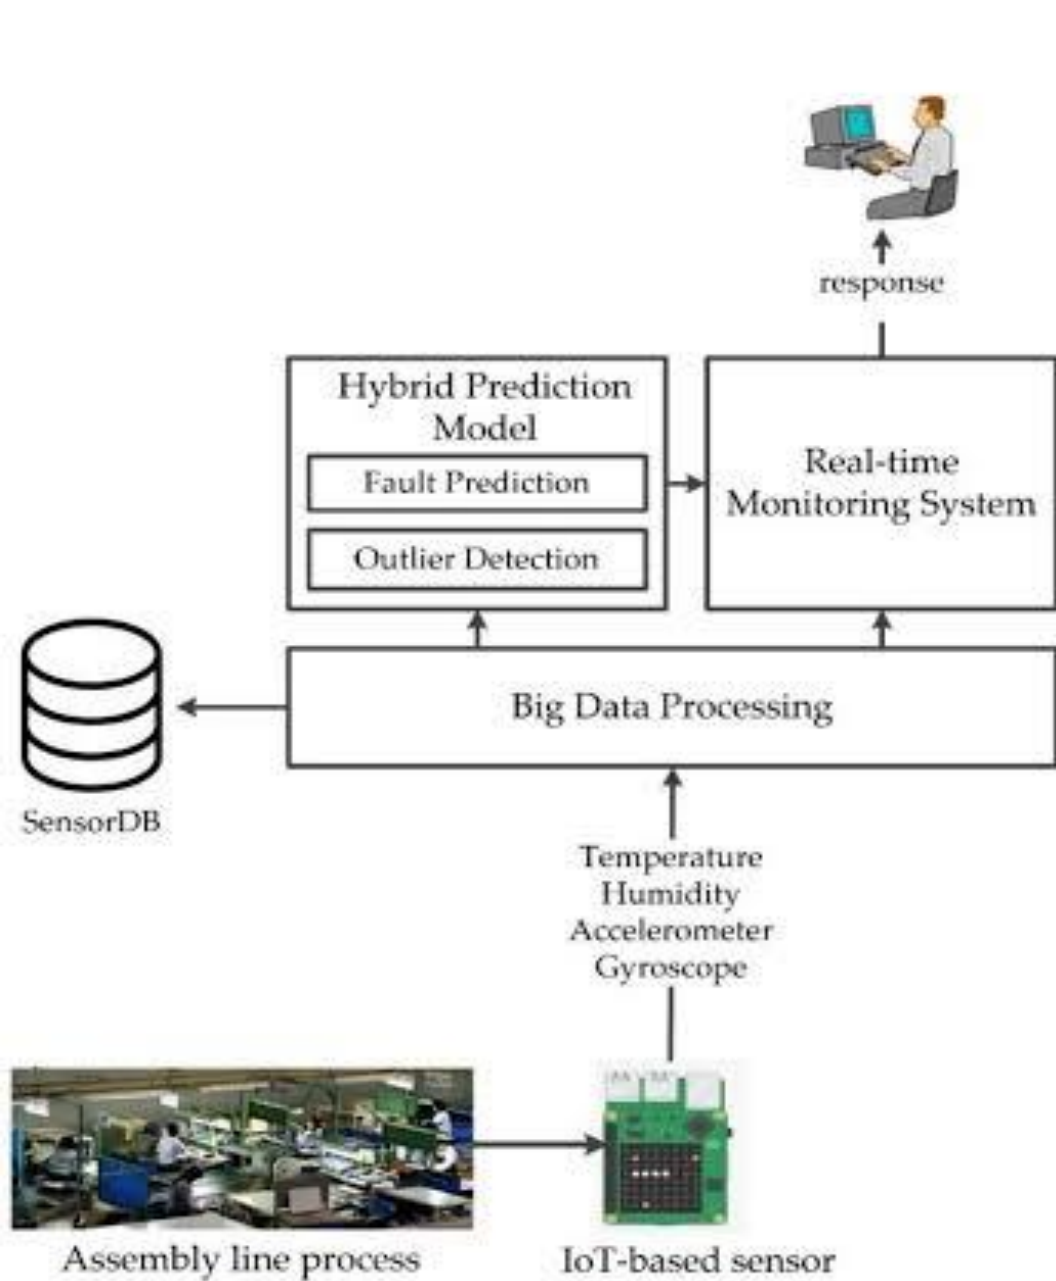 response
Hybrid Prediction
Model
Fault Prediction
Outlier Detection
Real-time
Monitoring System
Big Data Processing
SensorDB
Temperature
Humidity
Accelerometer
Gyroscope
Assembly line process
IoT-based sensor